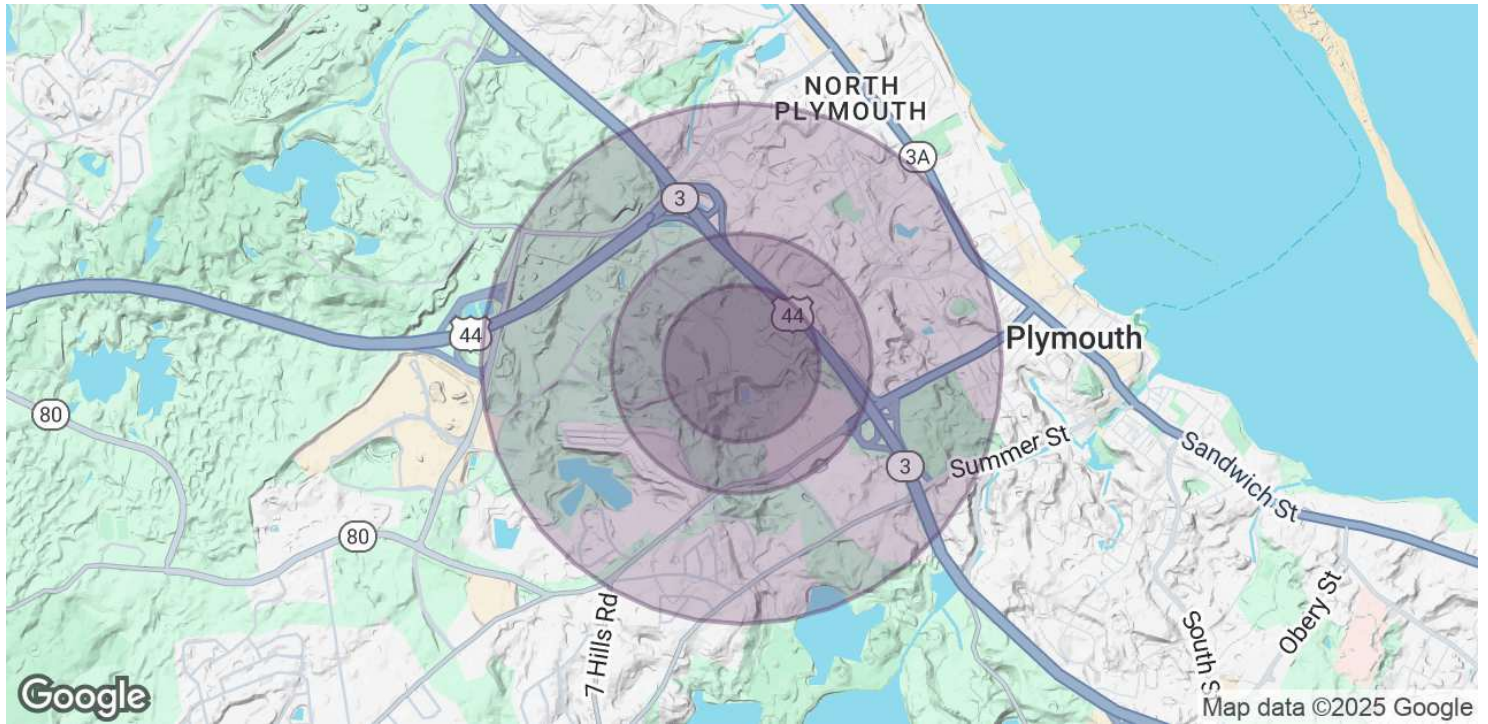 NORTH
PLYMOUTH
3A
3
44
44
Plymouth
80
3
Summer St
Sandwich St
80
7 Hills Rd
South S
Obery St
Google
Map data ©2025 Google